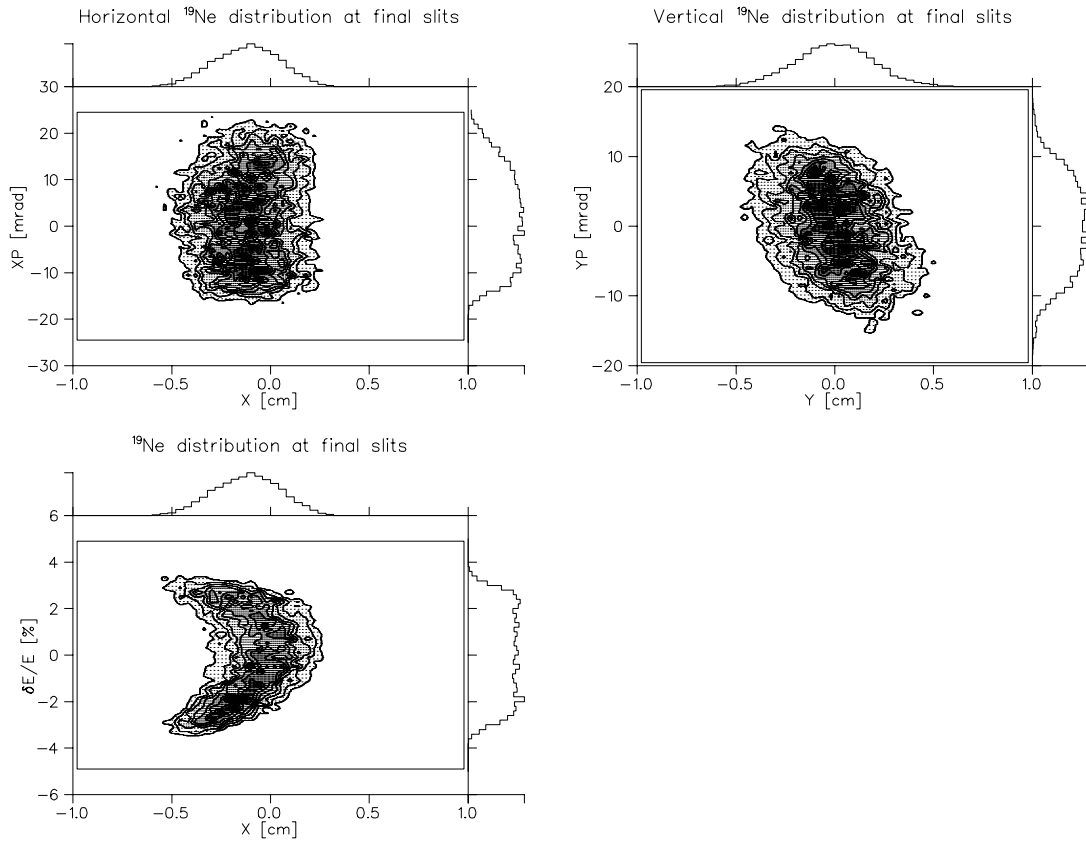 Horizontal ¹⁹Ne distribution at final slits
30
20
10
0
−10
−20
−30
XP [mrad]
−1.0 −0.5 0.0 0.5 1.0
X [cm]
Vertical ¹⁹Ne distribution at final slits
20
10
0
−10
−20
YP [mrad]
−1.0 −0.5 0.0 0.5 1.0
Y [cm]
¹⁹Ne distribution at final slits
6
4
2
0
−2
−4
−6
δE/E [%]
−1.0 −0.5 0.0 0.5 1.0
X [cm]